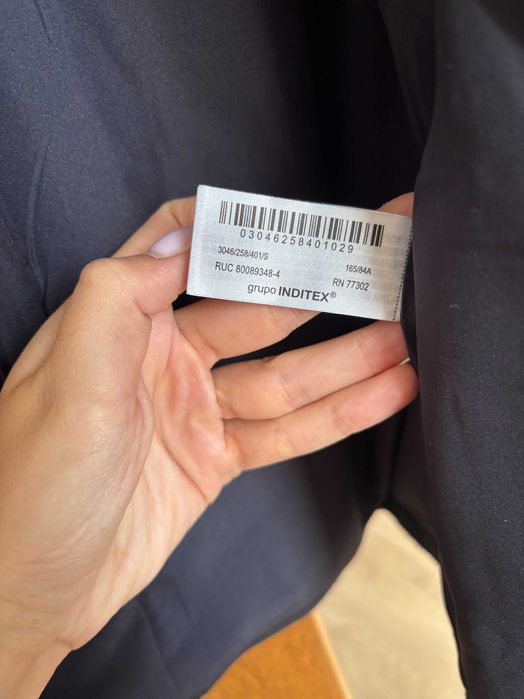 03046258401029
3046/258/401/S 165/84A
RUC 80089348-4 RN 77302
grupo INDITEX®